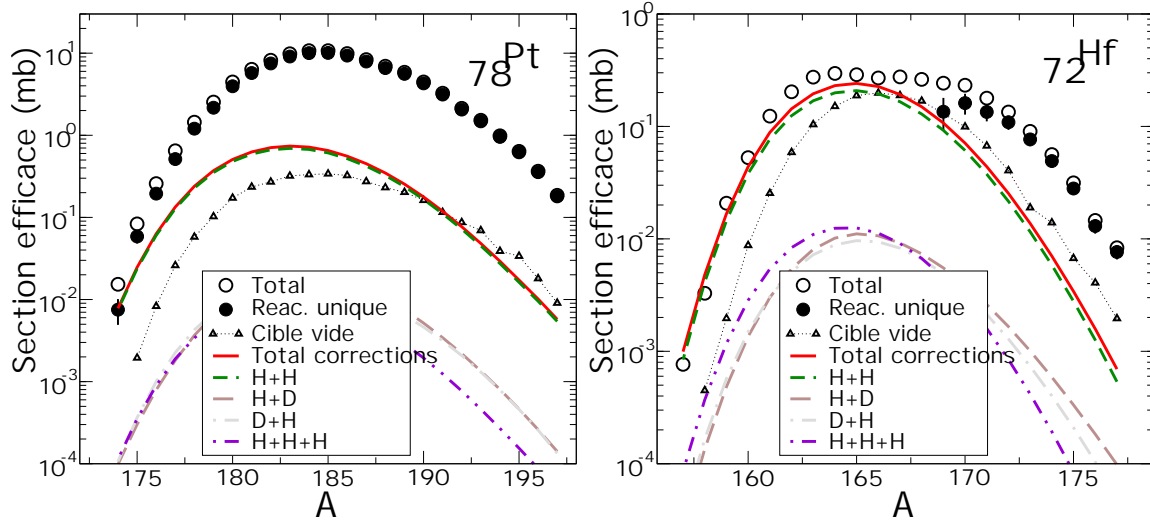 78Pt
Section efficace (mb)
10^1
10^0
10^-1
10^-2
10^-3
10^-4
Total
Reac. unique
Cible vide
Total corrections
H+H
H+D
D+H
H+H+H
175 180 185 190 195
A
72Hf
Section efficace (mb)
10^0
10^-1
10^-2
10^-3
10^-4
Total
Reac. unique
Cible vide
Total corrections
H+H
H+D
D+H
H+H+H
160 165 170 175
A